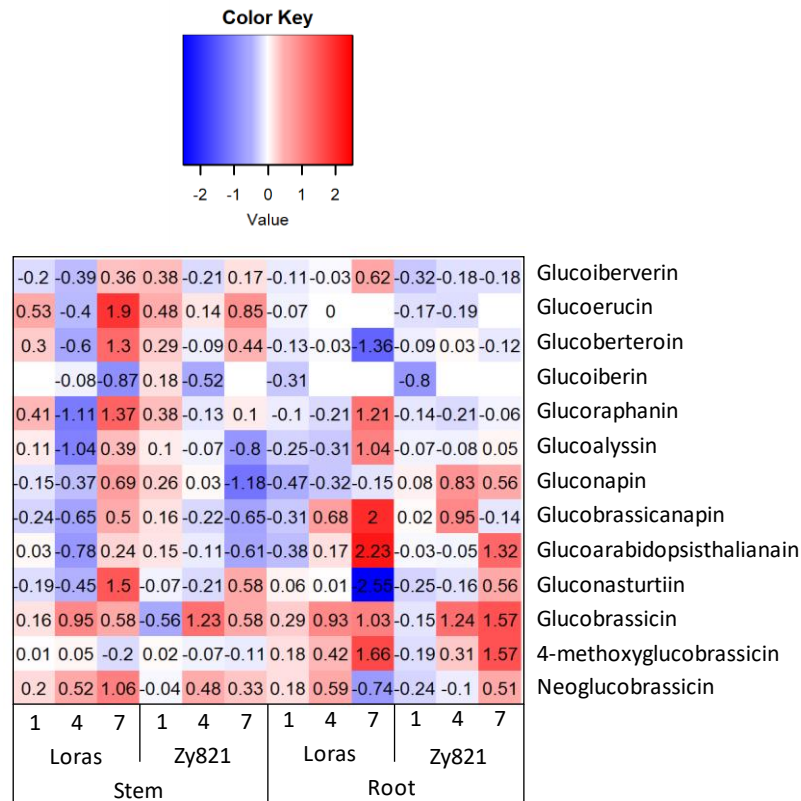 Color Key
-2 -1 0 1 2
Value
-0.2 -0.39 0.36 0.38 -0.21 0.17 -0.11 -0.03 0.62 -0.32 -0.18 -0.18 Glucoiberverin
0.53 -0.4 1.9 0.48 0.14 0.85 -0.07 0 -0.17 -0.19 Glucoerucin
0.3 -0.6 1.3 0.29 -0.09 0.44 -0.13 -0.03 -1.36 -0.09 0.03 -0.12 Glucoberteroin
-0.08 -0.87 0.18 -0.52 -0.31 -0.8 Glucoiberin
0.41 -1.11 1.37 0.38 -0.13 0.1 -0.1 -0.21 1.21 -0.14 -0.21 -0.06 Glucoraphanin
0.11 -1.04 0.39 0.1 -0.07 -0.8 -0.25 -0.31 1.04 -0.07 -0.08 0.05 Glucoalyssin
-0.15 -0.37 0.69 0.26 0.03 -1.18 -0.47 -0.32 -0.15 0.08 0.83 0.56 Gluconapin
-0.24 -0.65 0.5 0.16 -0.22 -0.65 -0.31 0.68 2 0.02 0.95 -0.14 Glucobrassicanapin
0.03 -0.78 0.24 0.15 -0.11 -0.61 -0.38 0.17 2.23 -0.03 -0.05 1.32 Glucoarabidopsisthalianain
-0.19 -0.45 1.5 -0.07 -0.21 0.58 0.06 0.01 -2.55 -0.25 -0.16 0.56 Gluconasturtiin
0.16 0.95 0.58 -0.56 1.23 0.58 0.29 0.93 1.03 -0.15 1.24 1.57 Glucobrassicin
0.01 0.05 -0.2 0.02 -0.07 -0.11 0.18 0.42 1.66 -0.19 0.31 1.57 4-methoxyglucobrassicin
0.2 0.52 1.06 -0.04 0.48 0.33 0.18 0.59 -0.74 -0.24 -0.1 0.51 Neoglucobrassicin
1 4 7 1 4 7 1 4 7 1 4 7
Loras Zy821 Loras Zy821
Stem Root